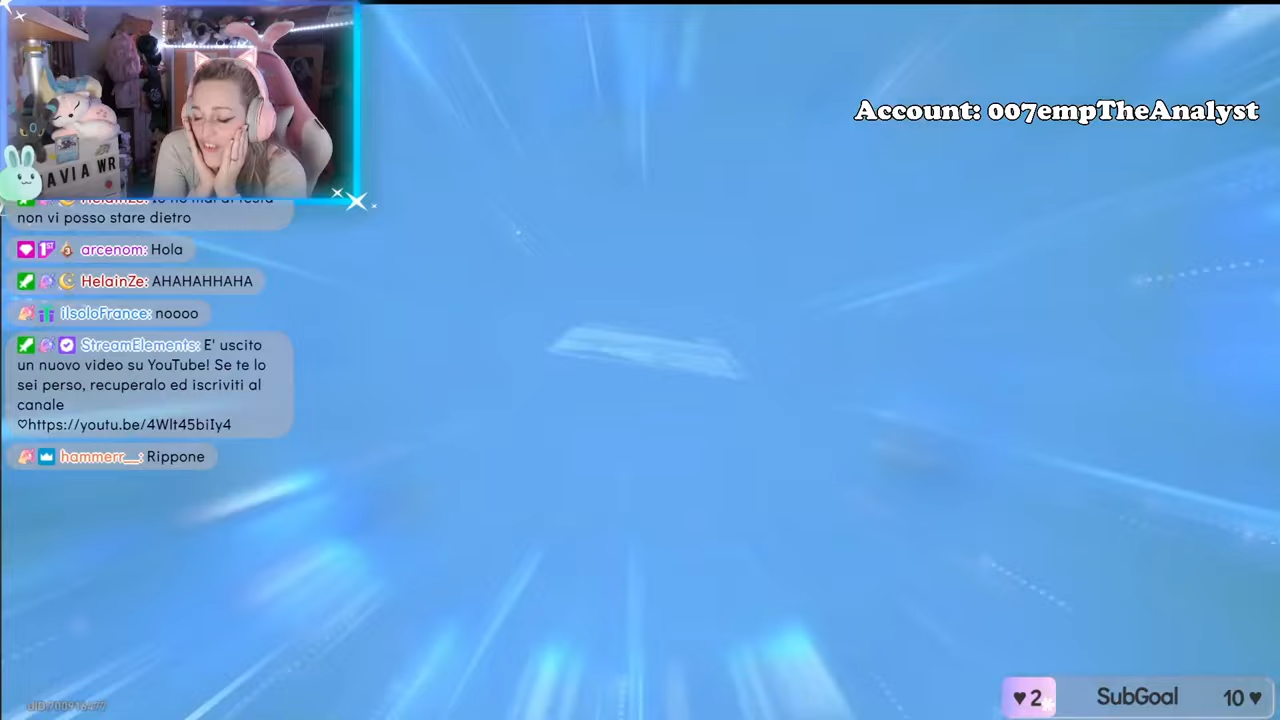 Account: 007empTheAnalyst
AVIA WR
non vi posso stare dietro
arcenom: Hola
HelainZe: AHAHAHHAHA
ilsoloFrance: noooo
StreamElements: E' uscito
un nuovo video su YouTube! Se te lo
sei perso, recuperalo ed iscriviti al
canale
♡https://youtu.be/4Wlt45biIy4
hammerr__: Rippone
♥ 2 SubGoal 10 ♥